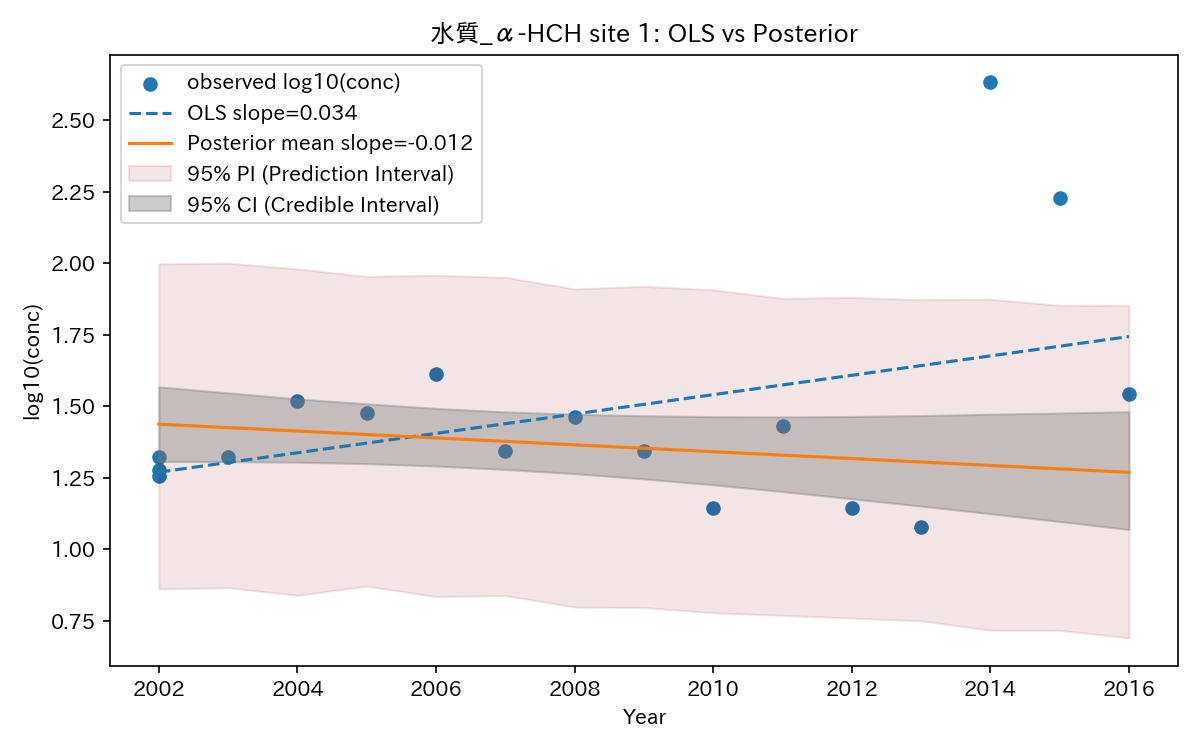 水質_α-HCH site 1: OLS vs Posterior
observed log10(conc)
OLS slope=0.034
Posterior mean slope=-0.012
95% PI (Prediction Interval)
95% CI (Credible Interval)
log10(conc)
2.50
2.25
2.00
1.75
1.50
1.25
1.00
0.75
2002 2004 2006 2008 2010 2012 2014 2016
Year